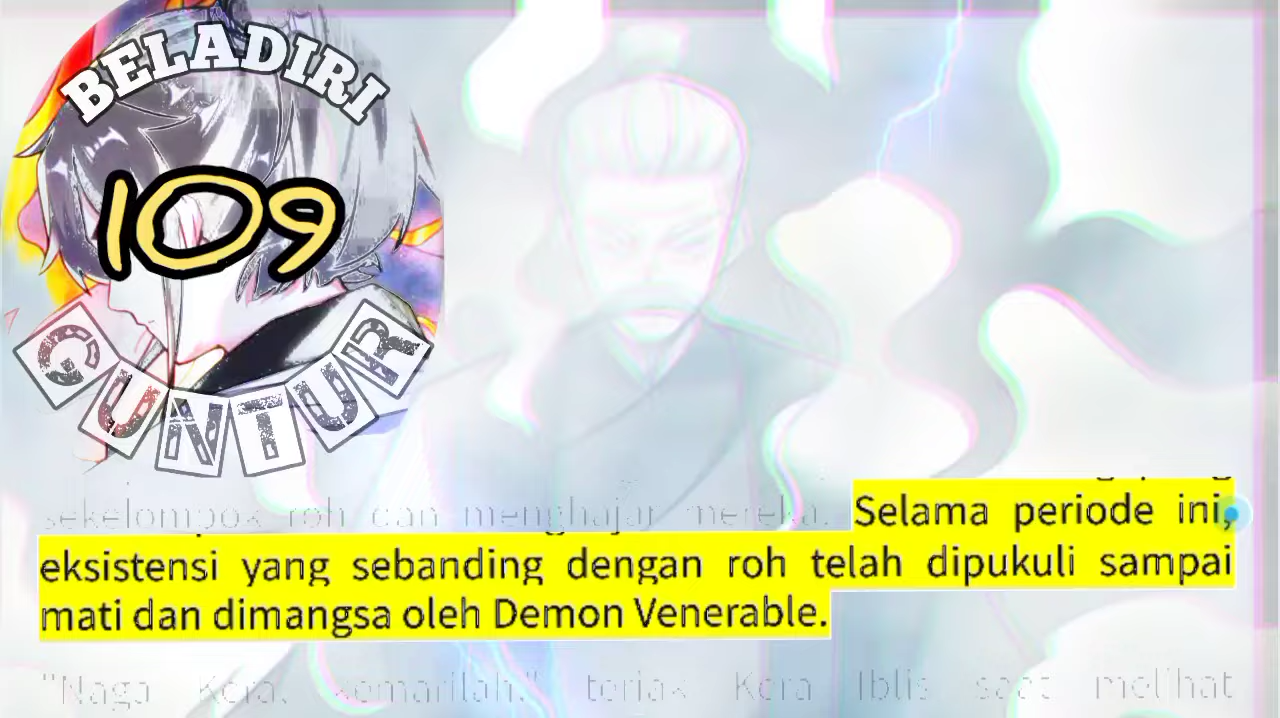 BELADIRI
109
GUNTUR
sekelompok roh dan menghajar mereka. Selama periode ini,
eksistensi yang sebanding dengan roh telah dipukuli sampai
mati dan dimangsa oleh Demon Venerable.
"Naga Kera, kemarilah." teriak Kera Iblis saat melihat